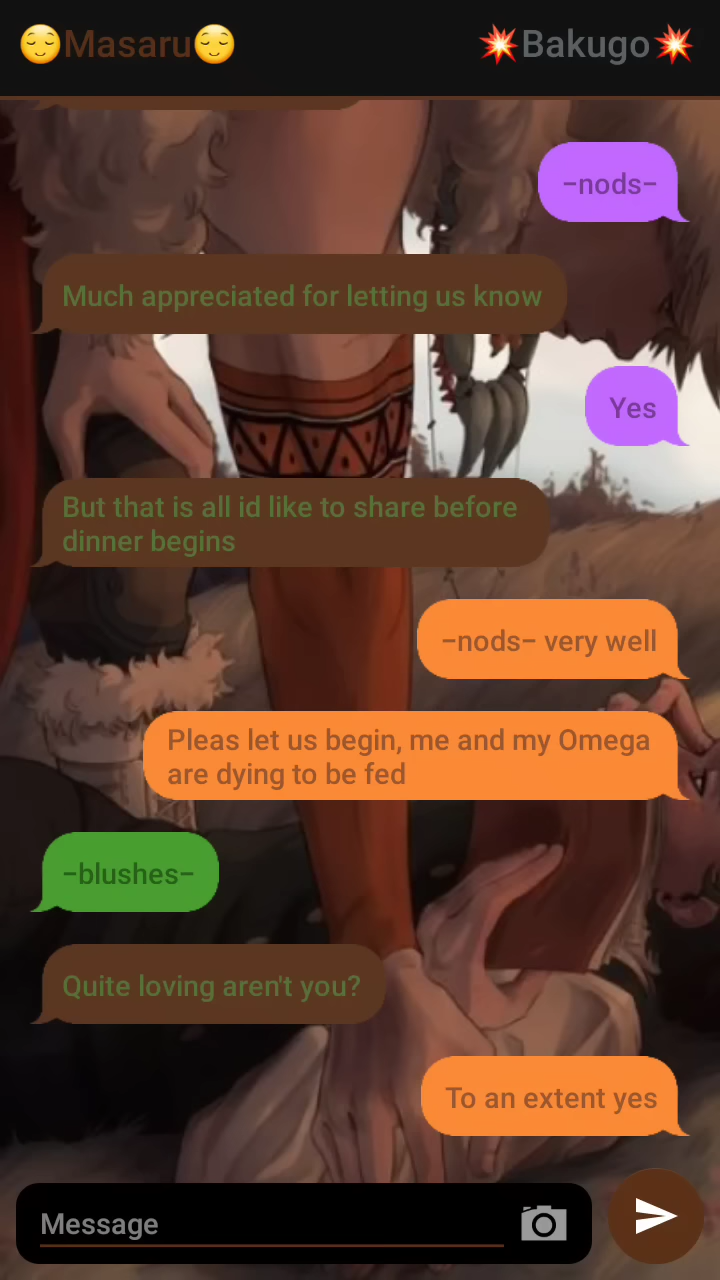 😌Masaru😌
💥Bakugo💥
–nods–
Much appreciated for letting us know
Yes
But that is all id like to share before
dinner begins
–nods– very well
Pleas let us begin, me and my Omega
are dying to be fed
–blushes–
Quite loving aren't you?
To an extent yes
Message